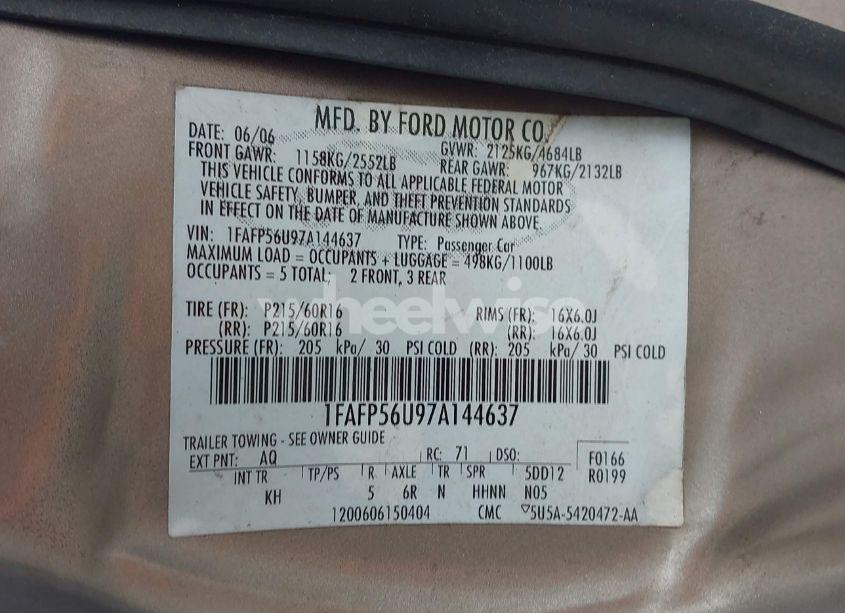 MFD. BY FORD MOTOR CO.
DATE: 06/06 GVWR: 2125KG/4684LB
FRONT GAWR: 1158KG/2552LB REAR GAWR: 967KG/2132LB
THIS VEHICLE CONFORMS TO ALL APPLICABLE FEDERAL MOTOR
VEHICLE SAFETY, BUMPER, AND THEFT PREVENTION STANDARDS
IN EFFECT ON THE DATE OF MANUFACTURE SHOWN ABOVE.
VIN: 1FAFP56U97A144637 TYPE: Passenger Car
MAXIMUM LOAD = OCCUPANTS + LUGGAGE = 498KG/1100LB
OCCUPANTS = 5 TOTAL; 2 FRONT, 3 REAR
wheelwise
TIRE (FR): P215/60R16 RIMS (FR): 16X6.0J
(RR): P215/60R16 (RR): 16X6.0J
PRESSURE (FR): 205 kPa/ 30 PSI COLD (RR): 205 kPa/ 30 PSI COLD
1FAFP56U97A144637
TRAILER TOWING - SEE OWNER GUIDE
EXT PNT: AQ RC: 71 DSO: F0166
INT TR TP/PS R AXLE TR SPR 5DD12 R0199
KH 5 6R N HHNN N05
1200606150404 CMC ▽5U5A-5420472-AA